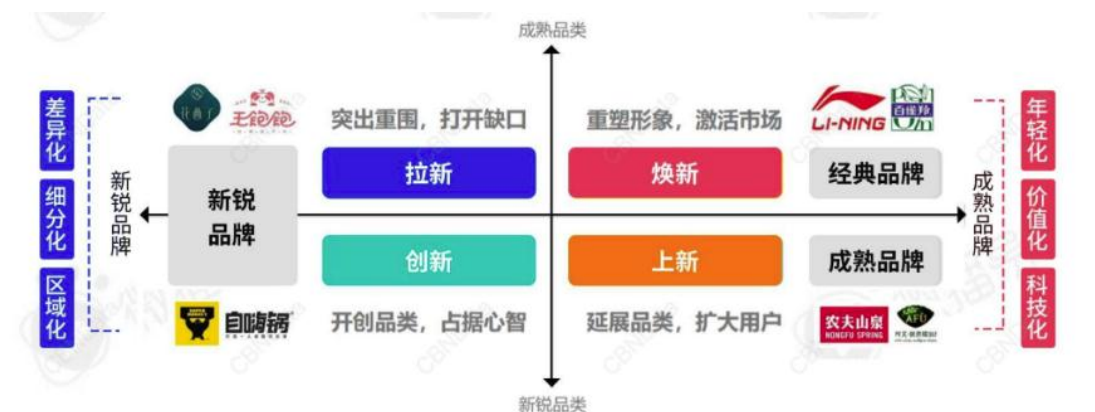 成熟品类
差异化
细分化
区域化
新锐品牌
花西子
王饱饱
突出重围，打开缺口
重塑形象，激活市场
LI-NING
百雀羚
拉新
焕新
经典品牌
新锐
品牌
创新
上新
成熟品牌
自嗨锅
开创品类，占据心智
延展品类，扩大用户
农夫山泉
NONGFU SPRING
AFU
成熟品牌
年轻化
价值化
科技化
新锐品类
CBNData